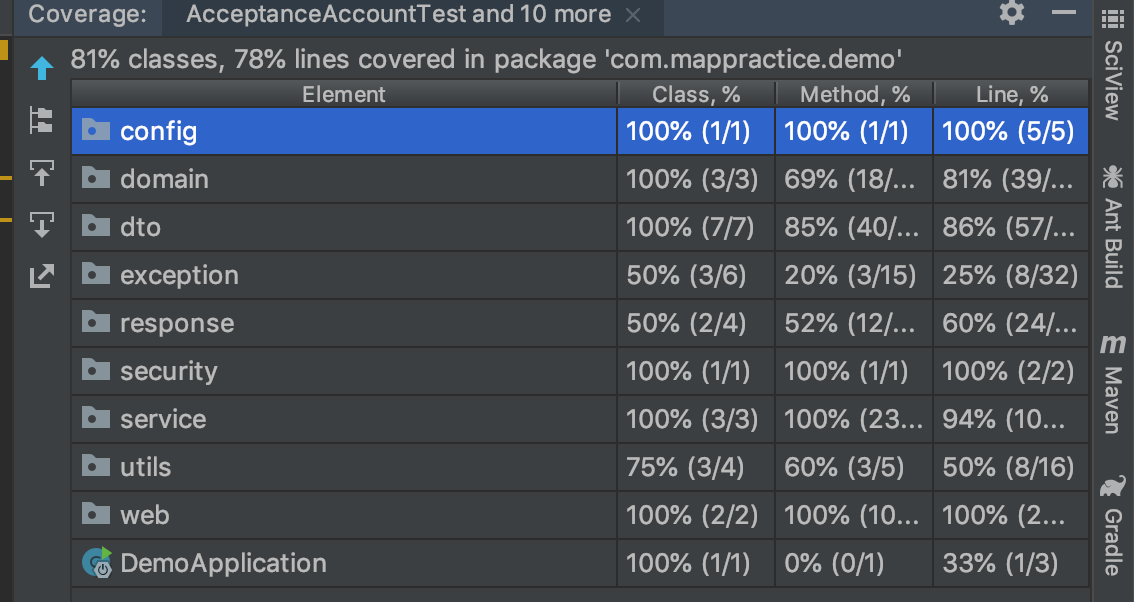 Coverage: AcceptanceAccountTest and 10 more ×
81% classes, 78% lines covered in package 'com.mappractice.demo'
Element Class, % Method, % Line, %
config 100% (1/1) 100% (1/1) 100% (5/5)
domain 100% (3/3) 69% (18/... 81% (39/...
dto 100% (7/7) 85% (40/... 86% (57/...
exception 50% (3/6) 20% (3/15) 25% (8/32)
response 50% (2/4) 52% (12/... 60% (24/...
security 100% (1/1) 100% (1/1) 100% (2/2)
service 100% (3/3) 100% (23... 94% (10...
utils 75% (3/4) 60% (3/5) 50% (8/16)
web 100% (2/2) 100% (10... 100% (2...
DemoApplication 100% (1/1) 0% (0/1) 33% (1/3)
SciView
Ant Build
m Maven
Gradle